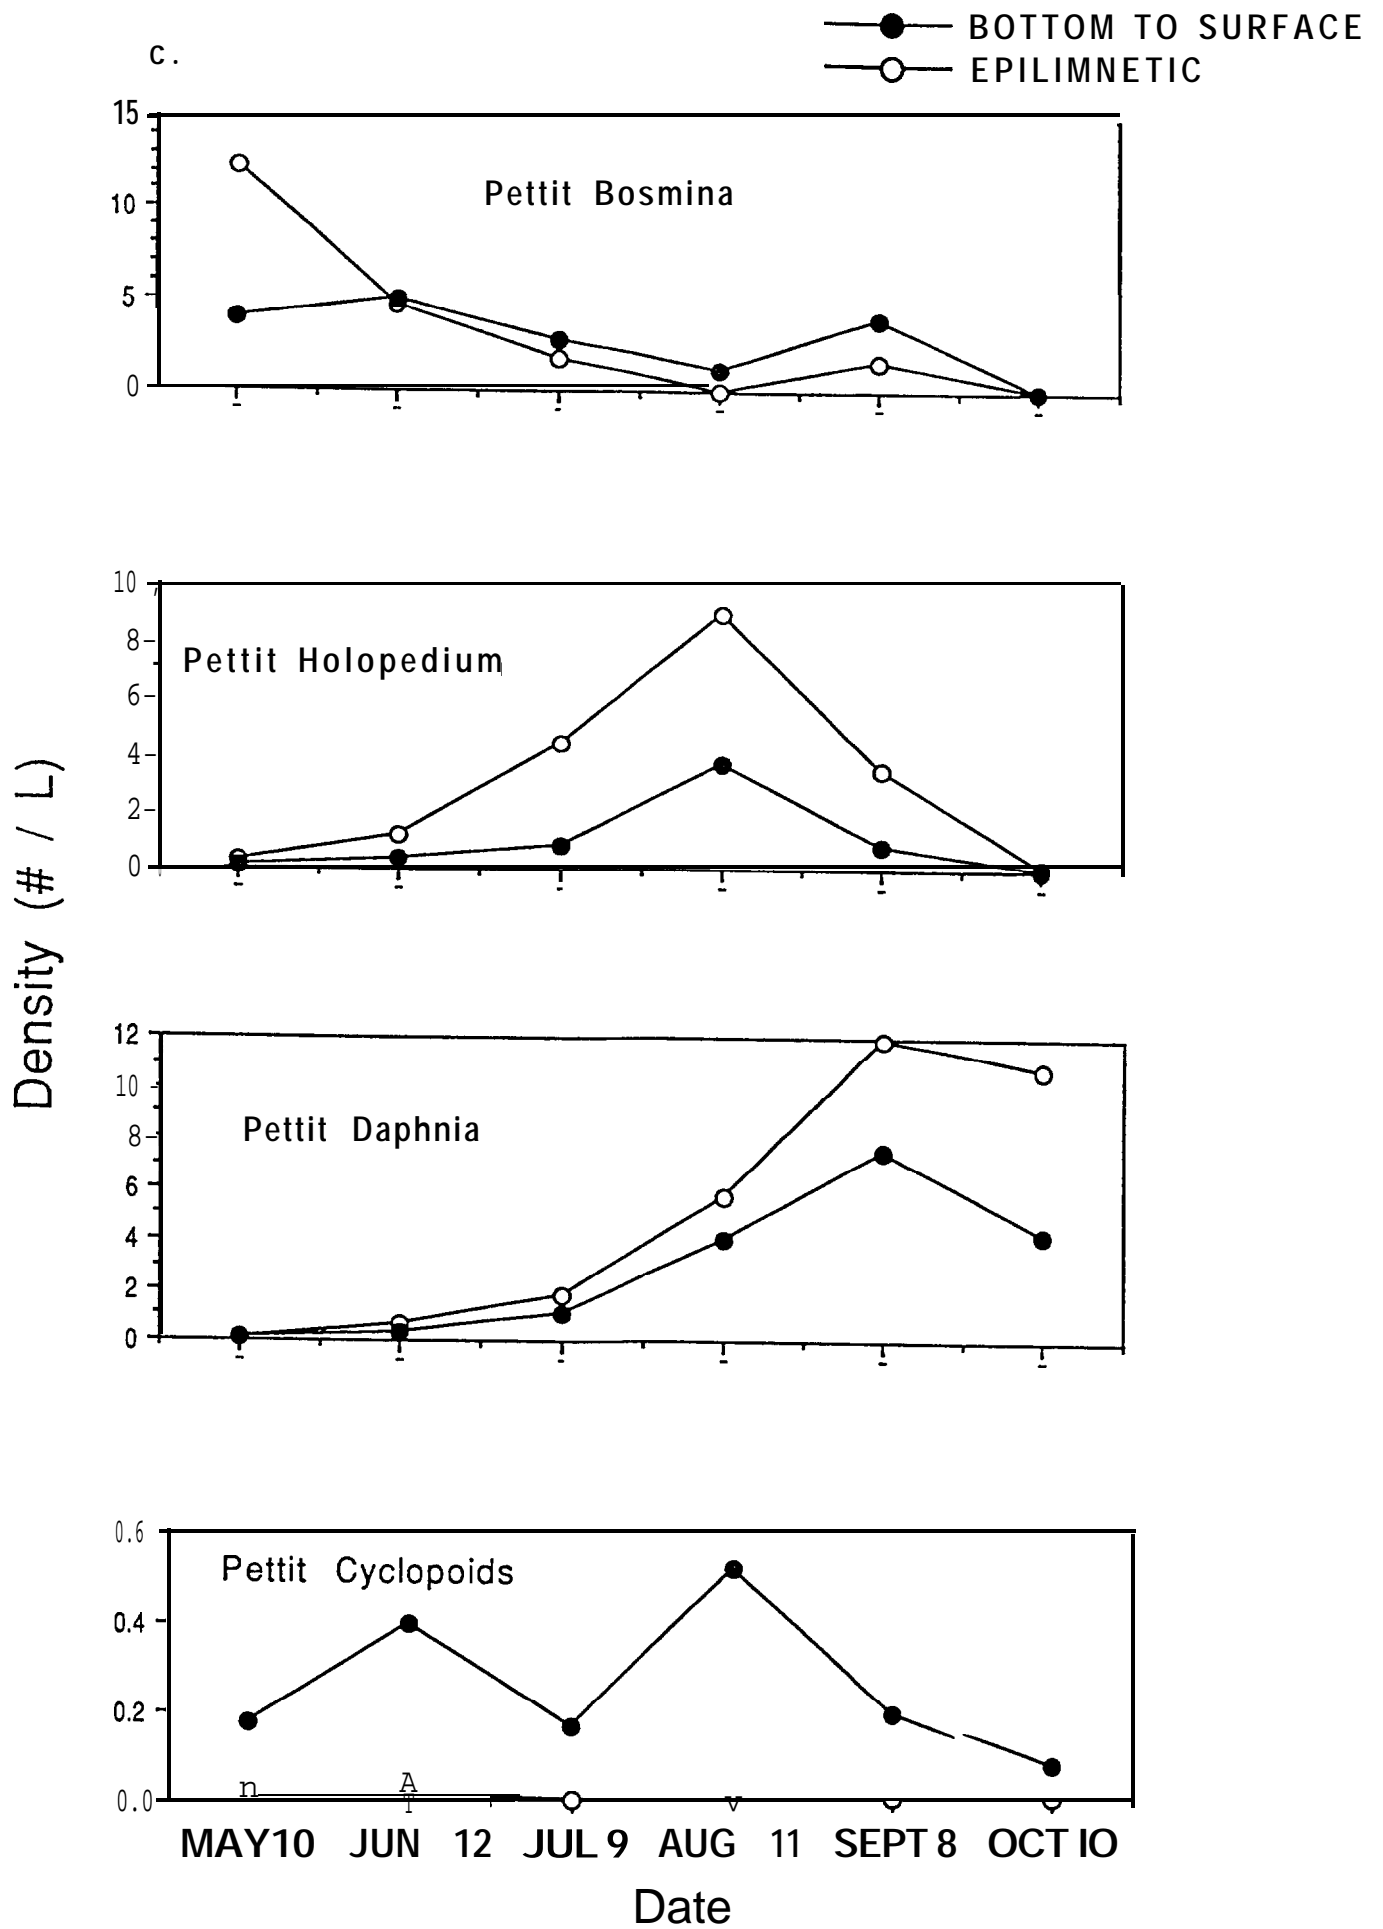 c.
BOTTOM TO SURFACE
EPILIMNETIC
15
10
5
0
Pettit Bosmina
10
8
6
4
2
0
Pettit Holopedium
Density (# / L)
12
10
8
6
4
2
0
Pettit Daphnia
0.6
0.4
0.2
0.0
Pettit Cyclopoids
n
A
T
v
MAY10 JUN 12 JUL 9 AUG 11 SEPT 8 OCT IO
Date